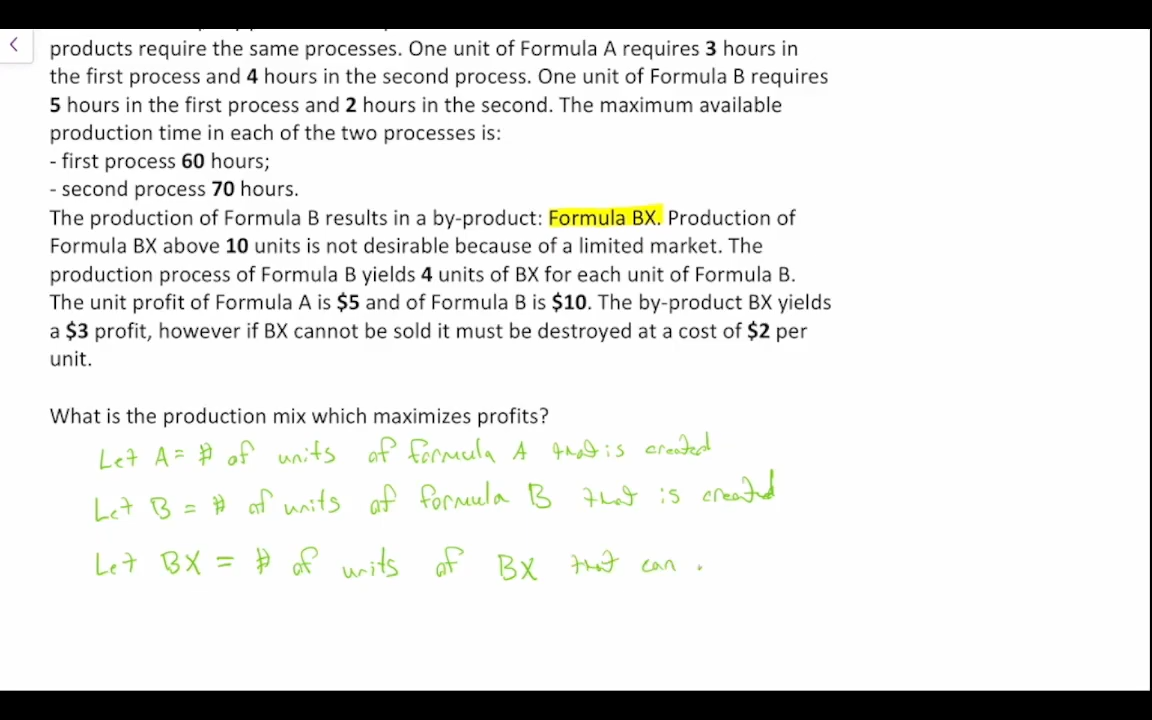 products require the same processes. One unit of Formula A requires 3 hours in
the first process and 4 hours in the second process. One unit of Formula B requires
5 hours in the first process and 2 hours in the second. The maximum available
production time in each of the two processes is:
- first process 60 hours;
- second process 70 hours.
The production of Formula B results in a by-product: Formula BX. Production of
Formula BX above 10 units is not desirable because of a limited market. The
production process of Formula B yields 4 units of BX for each unit of Formula B.
The unit profit of Formula A is $5 and of Formula B is $10. The by-product BX yields
a $3 profit, however if BX cannot be sold it must be destroyed at a cost of $2 per
unit.
What is the production mix which maximizes profits?
Let A = # of units of formula A that is created
Let B = # of units of formula B that is created
Let BX = # of units of BX that can